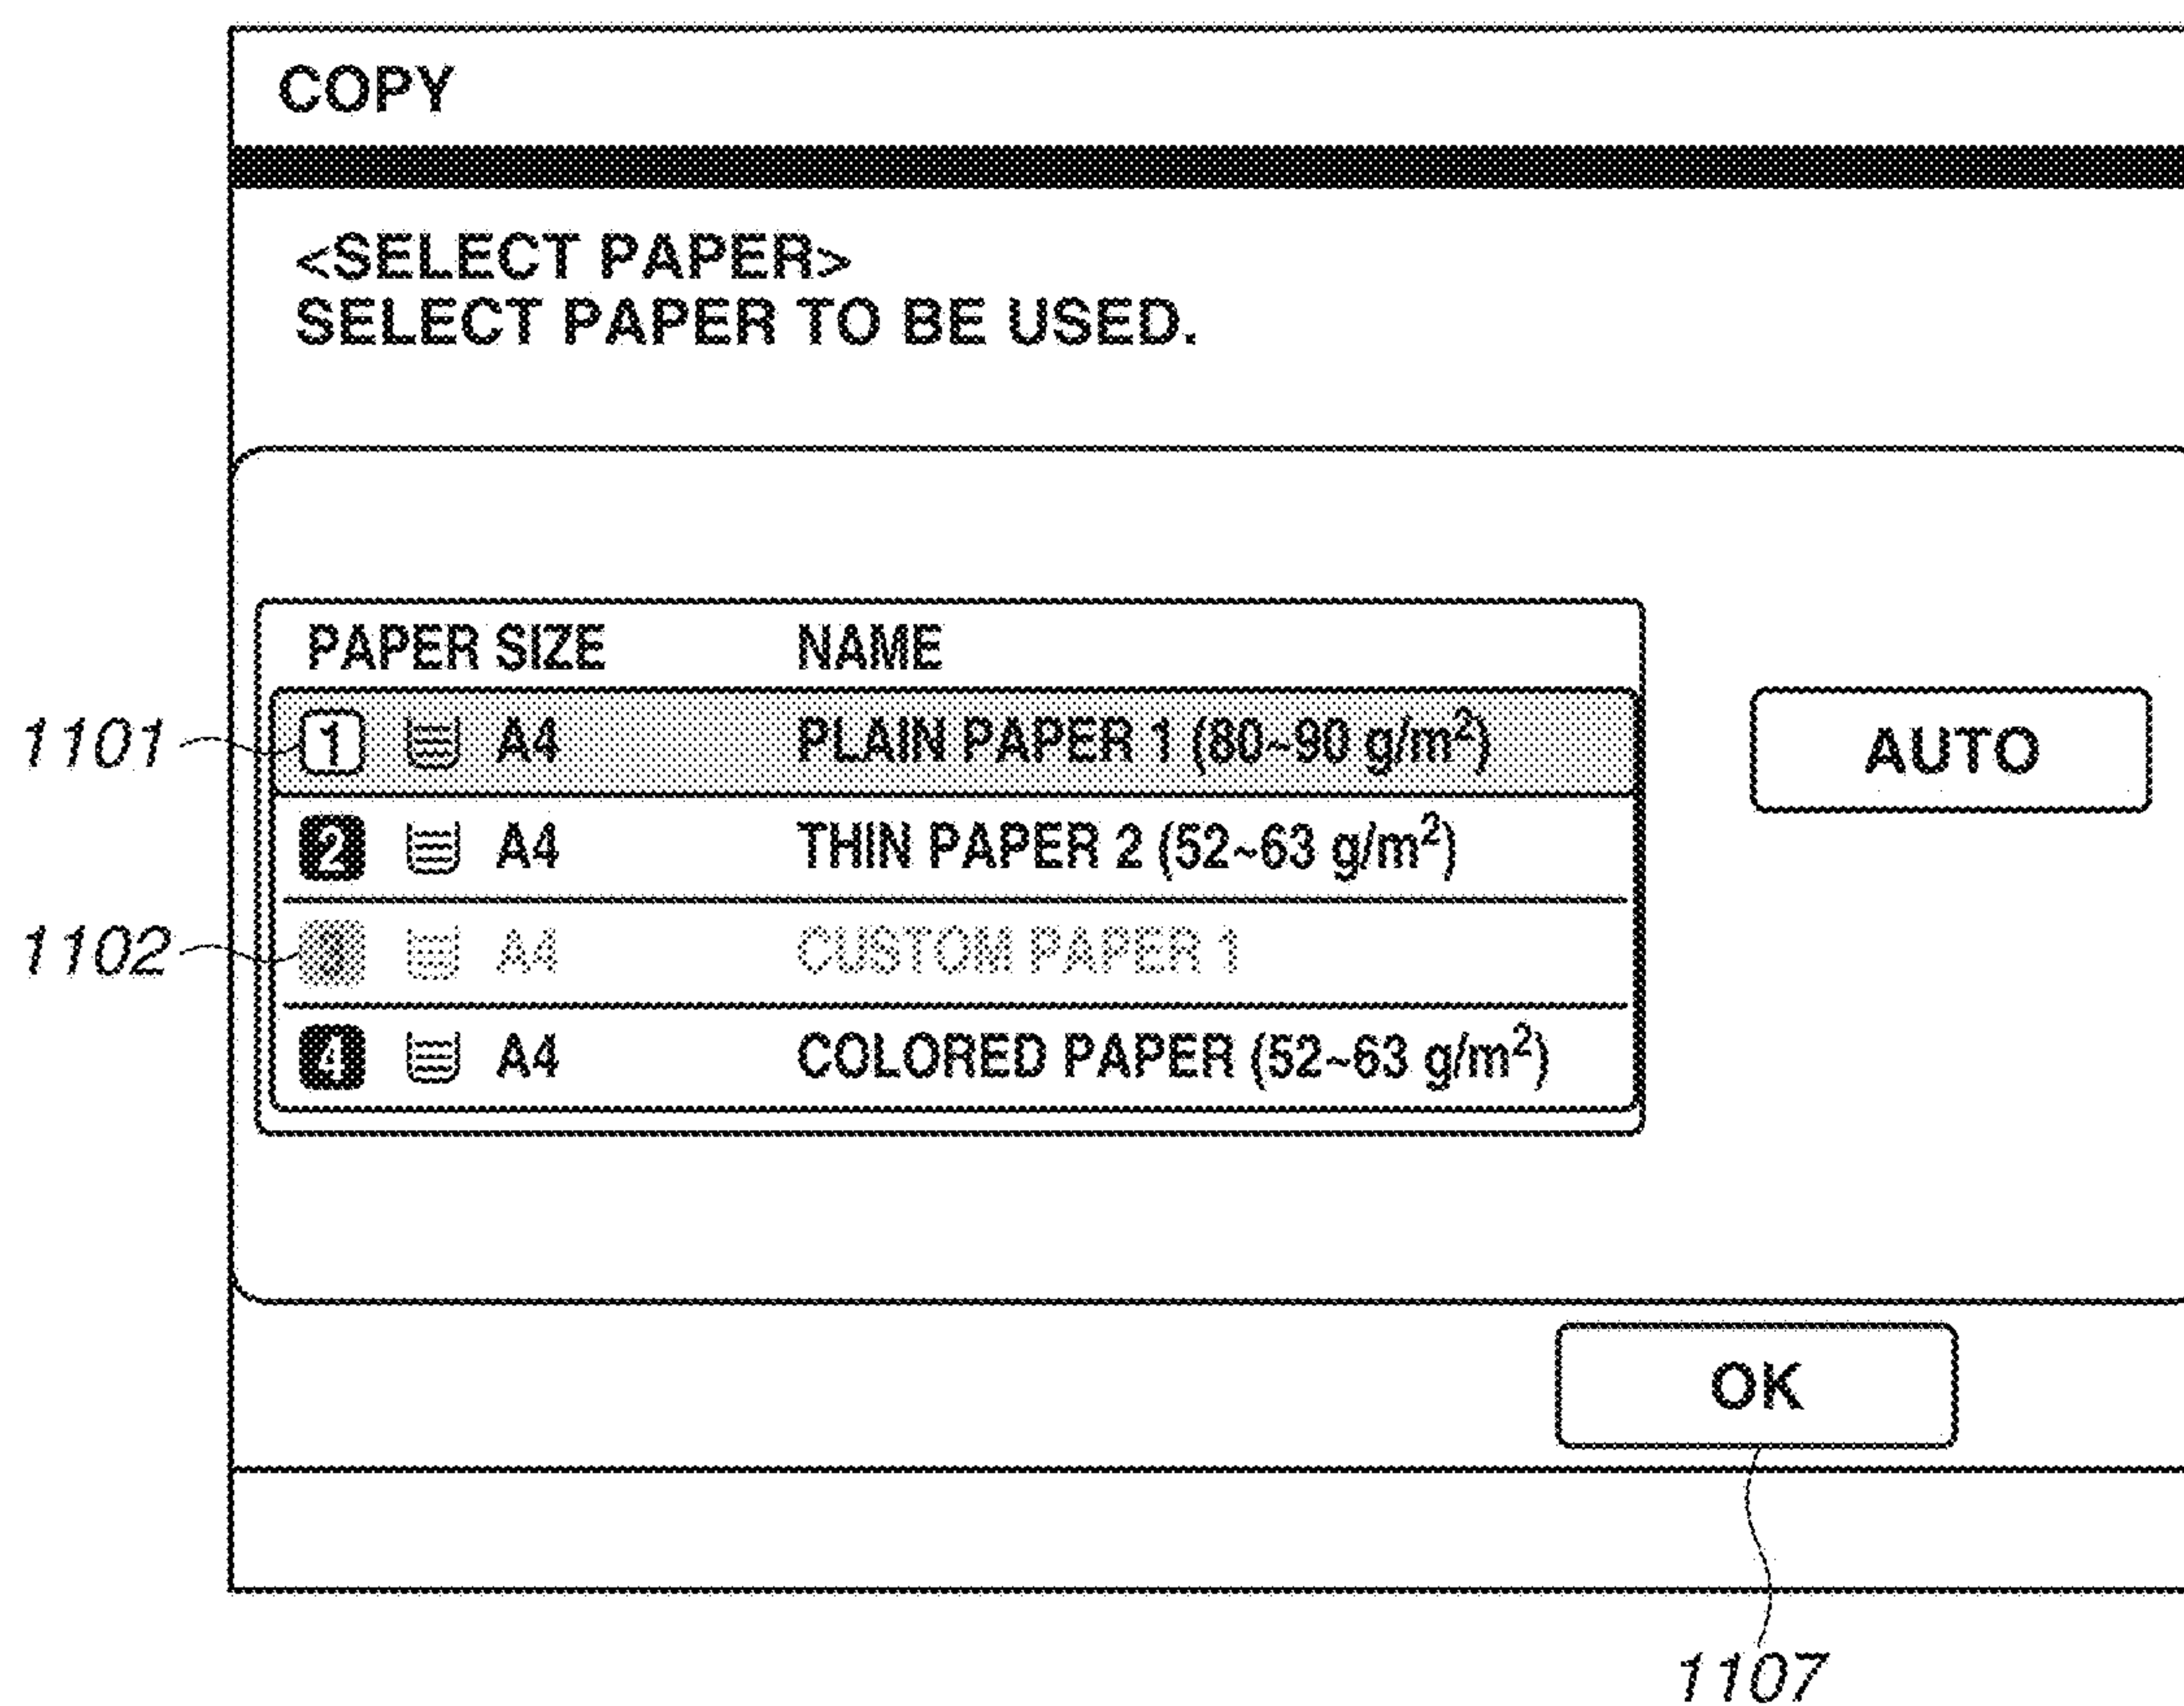 COPY
<SELECT PAPER>
SELECT PAPER TO BE USED.
PAPER SIZE NAME
1101 1 A4 PLAIN PAPER 1 (80~90 g/m²) AUTO
2 A4 THIN PAPER 2 (52~63 g/m²)
1102 3 A4 CUSTOM PAPER 1
4 A4 COLORED PAPER (52~63 g/m²)
OK
1107